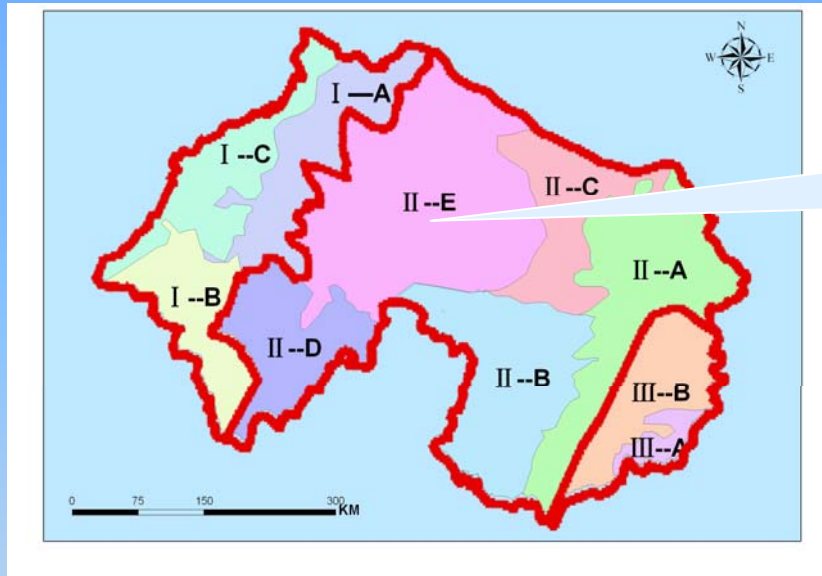 N
W E
S
Ⅰ —A
Ⅰ --C
Ⅱ --C
Ⅱ --E
Ⅱ --A
Ⅰ --B
Ⅱ --D
Ⅱ --B
Ⅲ--B
Ⅲ--A
0 75 150 300
KM